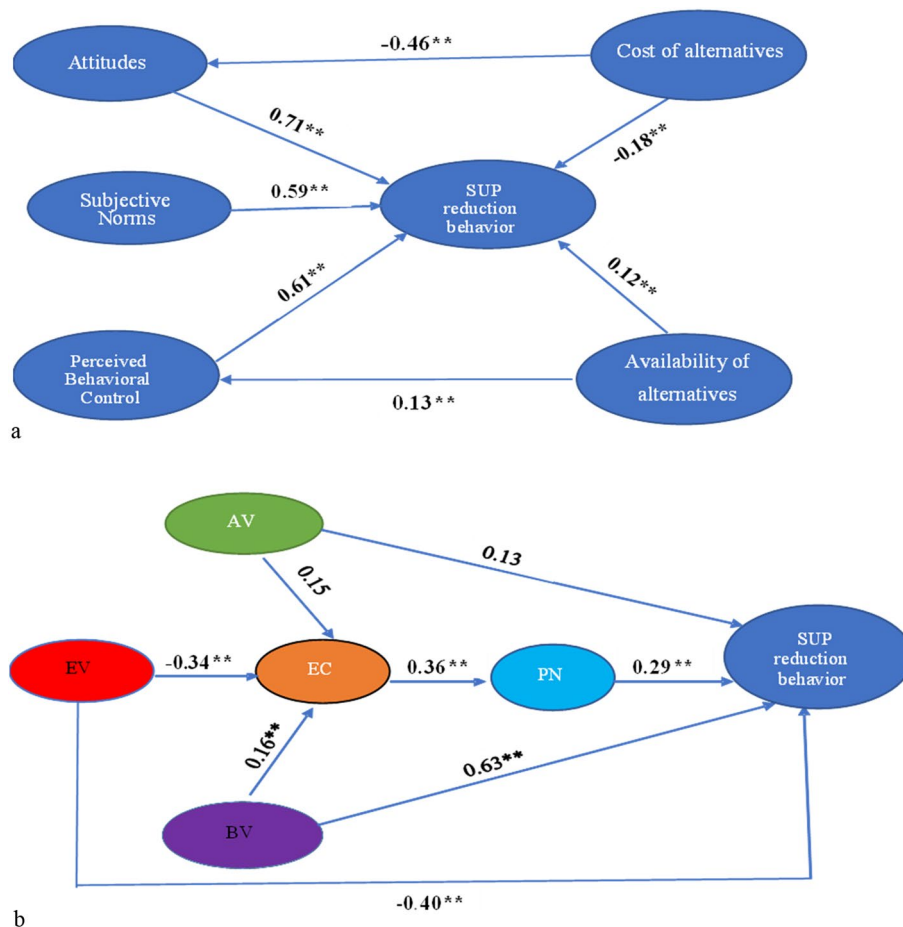 Attitudes
-0.46**
Cost of alternatives
0.71**
-0.18**
Subjective
Norms
0.59**
SUP
reduction
behavior
0.61**
0.12**
Perceived
Behavioral
Control
0.13**
Availability of
alternatives
a
AV
0.13
0.15
EV
-0.34**
EC
0.36**
PN
0.29**
SUP
reduction
behavior
0.16**
0.63**
BV
-0.40**
b